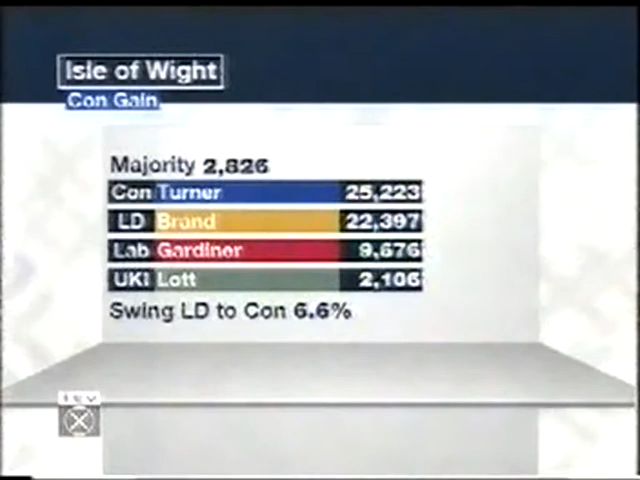 Isle of Wight
Con Gain
Majority 2,826
Con Turner 25,223
LD Brand 22,397
Lab Gardiner 9,676
UKI Lott 2,106
Swing LD to Con 6.6%
itv